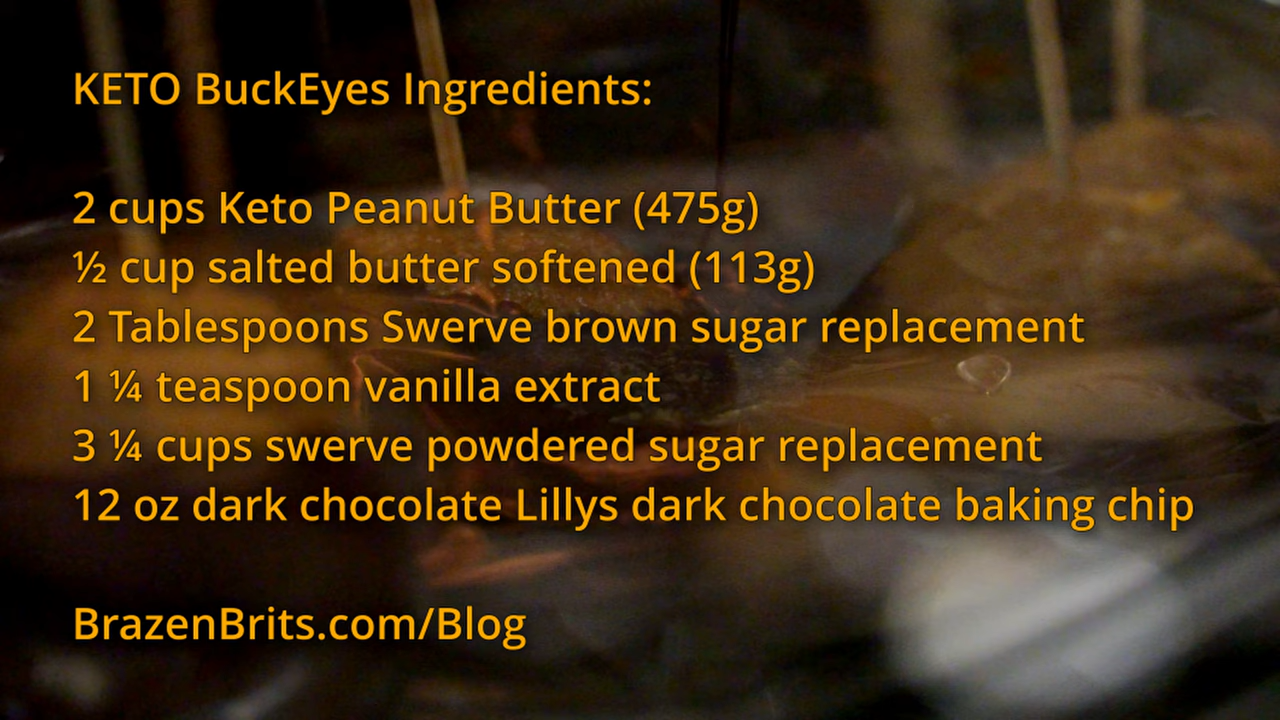 KETO BuckEyes Ingredients:
2 cups Keto Peanut Butter (475g)
½ cup salted butter softened (113g)
2 Tablespoons Swerve brown sugar replacement
1 ¼ teaspoon vanilla extract
3 ¼ cups swerve powdered sugar replacement
12 oz dark chocolate Lillys dark chocolate baking chip
BrazenBrits.com/Blog